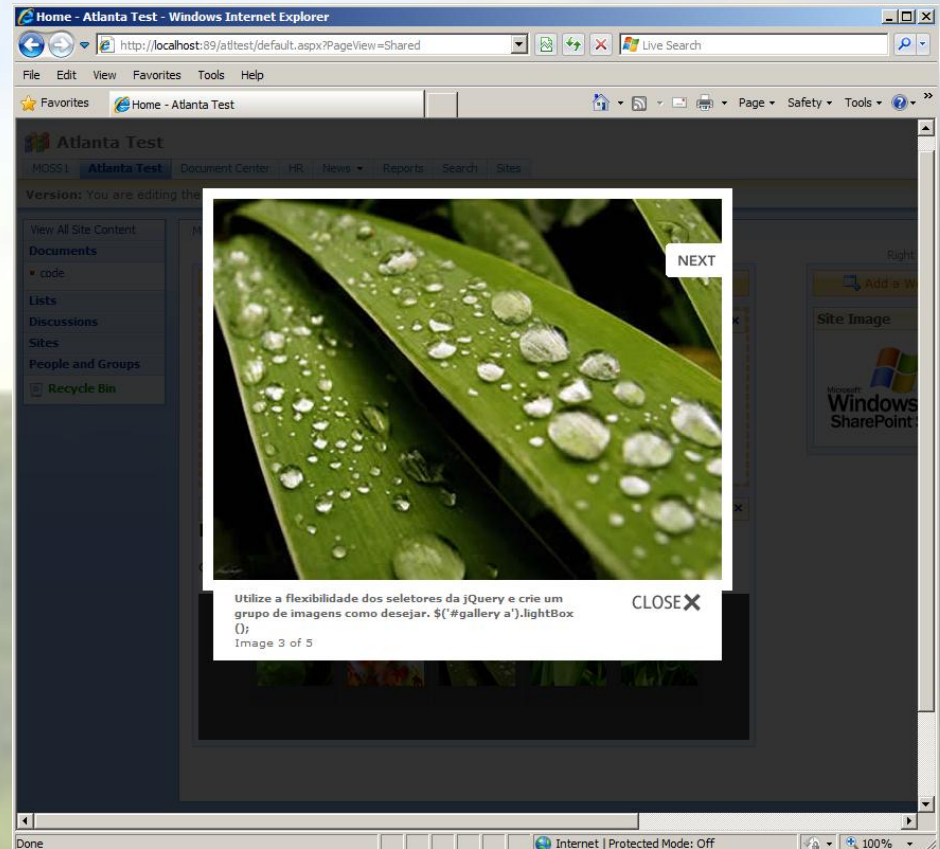 Home - Atlanta Test - Windows Internet Explorer
http://localhost:89/atltest/default.aspx?PageView=Shared
Live Search
File Edit View Favorites Tools Help
Favorites Home - Atlanta Test
Page Safety Tools »
Atlanta Test
MOSS1 Atlanta Test Document Center HR News Reports Search Sites
Version: You are editing the
View All Site Content
Documents
code
Lists
Discussions
Sites
People and Groups
Recycle Bin
Right
Add a W
Site Image
Microsoft
Windows
SharePoint
NEXT
Utilize a flexibilidade dos seletores da jQuery e crie um
grupo de imagens como desejar. $('#gallery a').lightBox
();
Image 3 of 5
CLOSE X
Done
Internet | Protected Mode: Off
100%